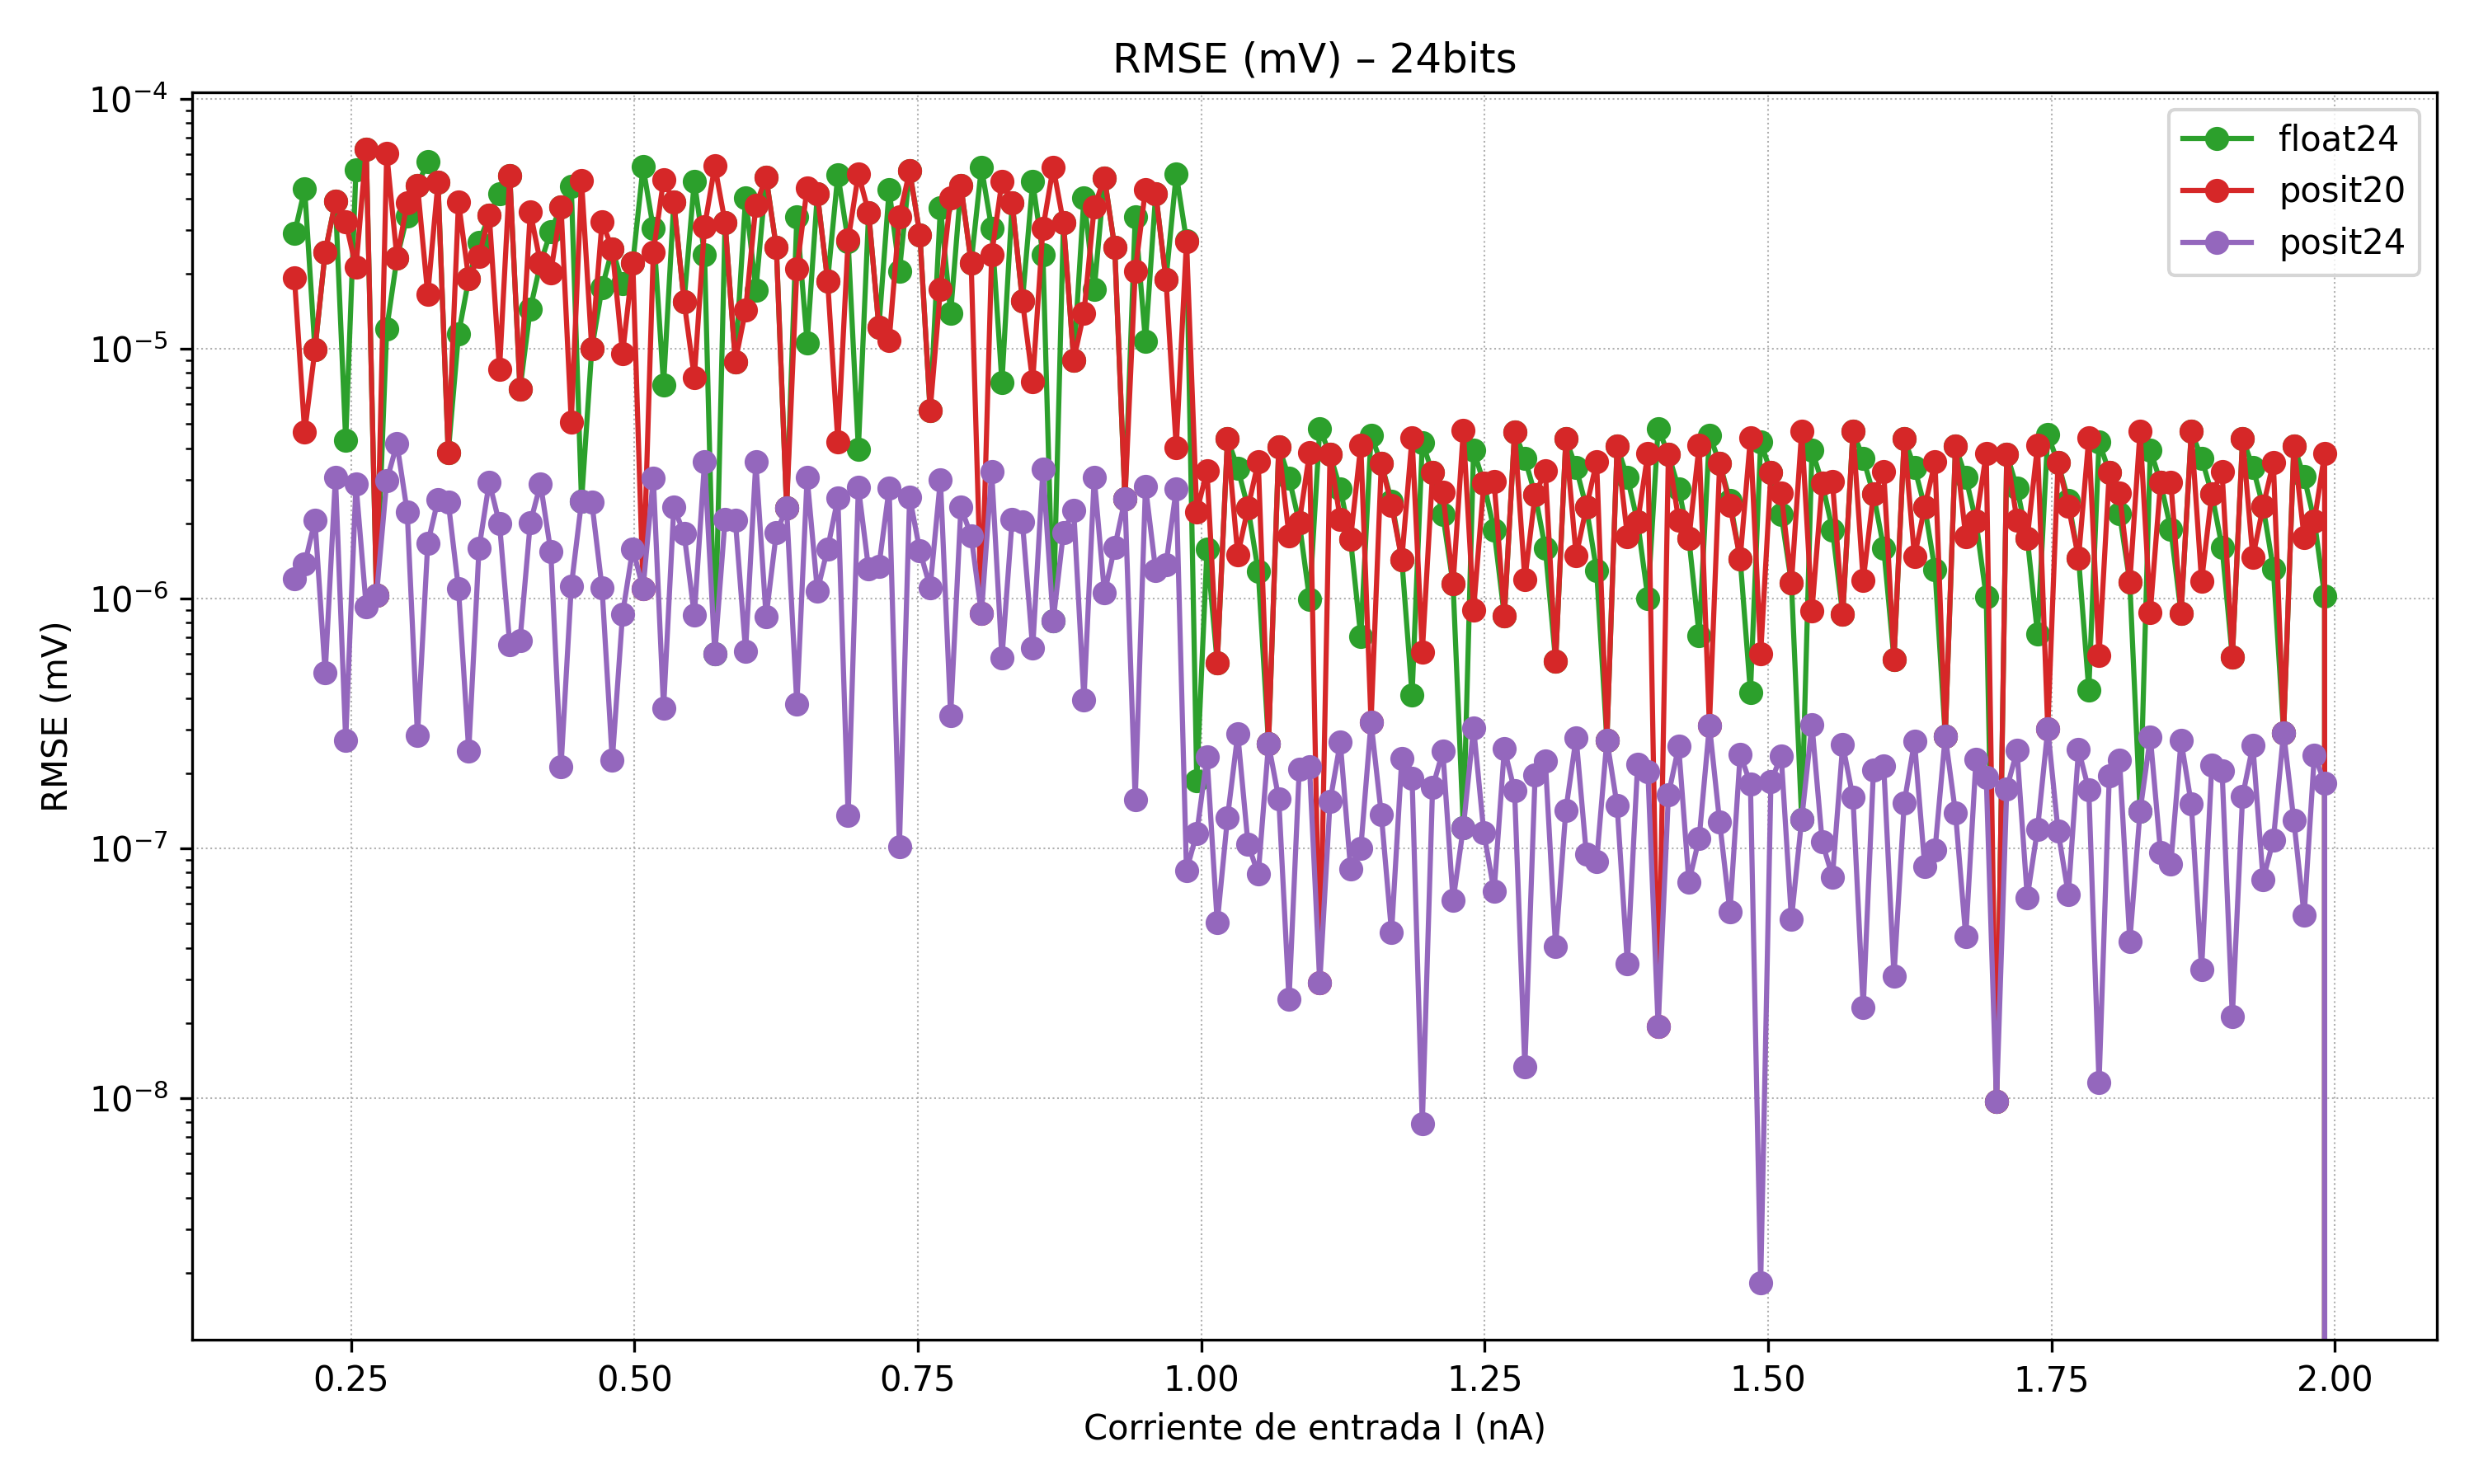 RMSE (mV) – 24bits
float24
posit20
posit24
RMSE (mV)
10⁻⁴
10⁻⁵
10⁻⁶
10⁻⁷
10⁻⁸
0.25 0.50 0.75 1.00 1.25 1.50 1.75 2.00
Corriente de entrada I (nA)